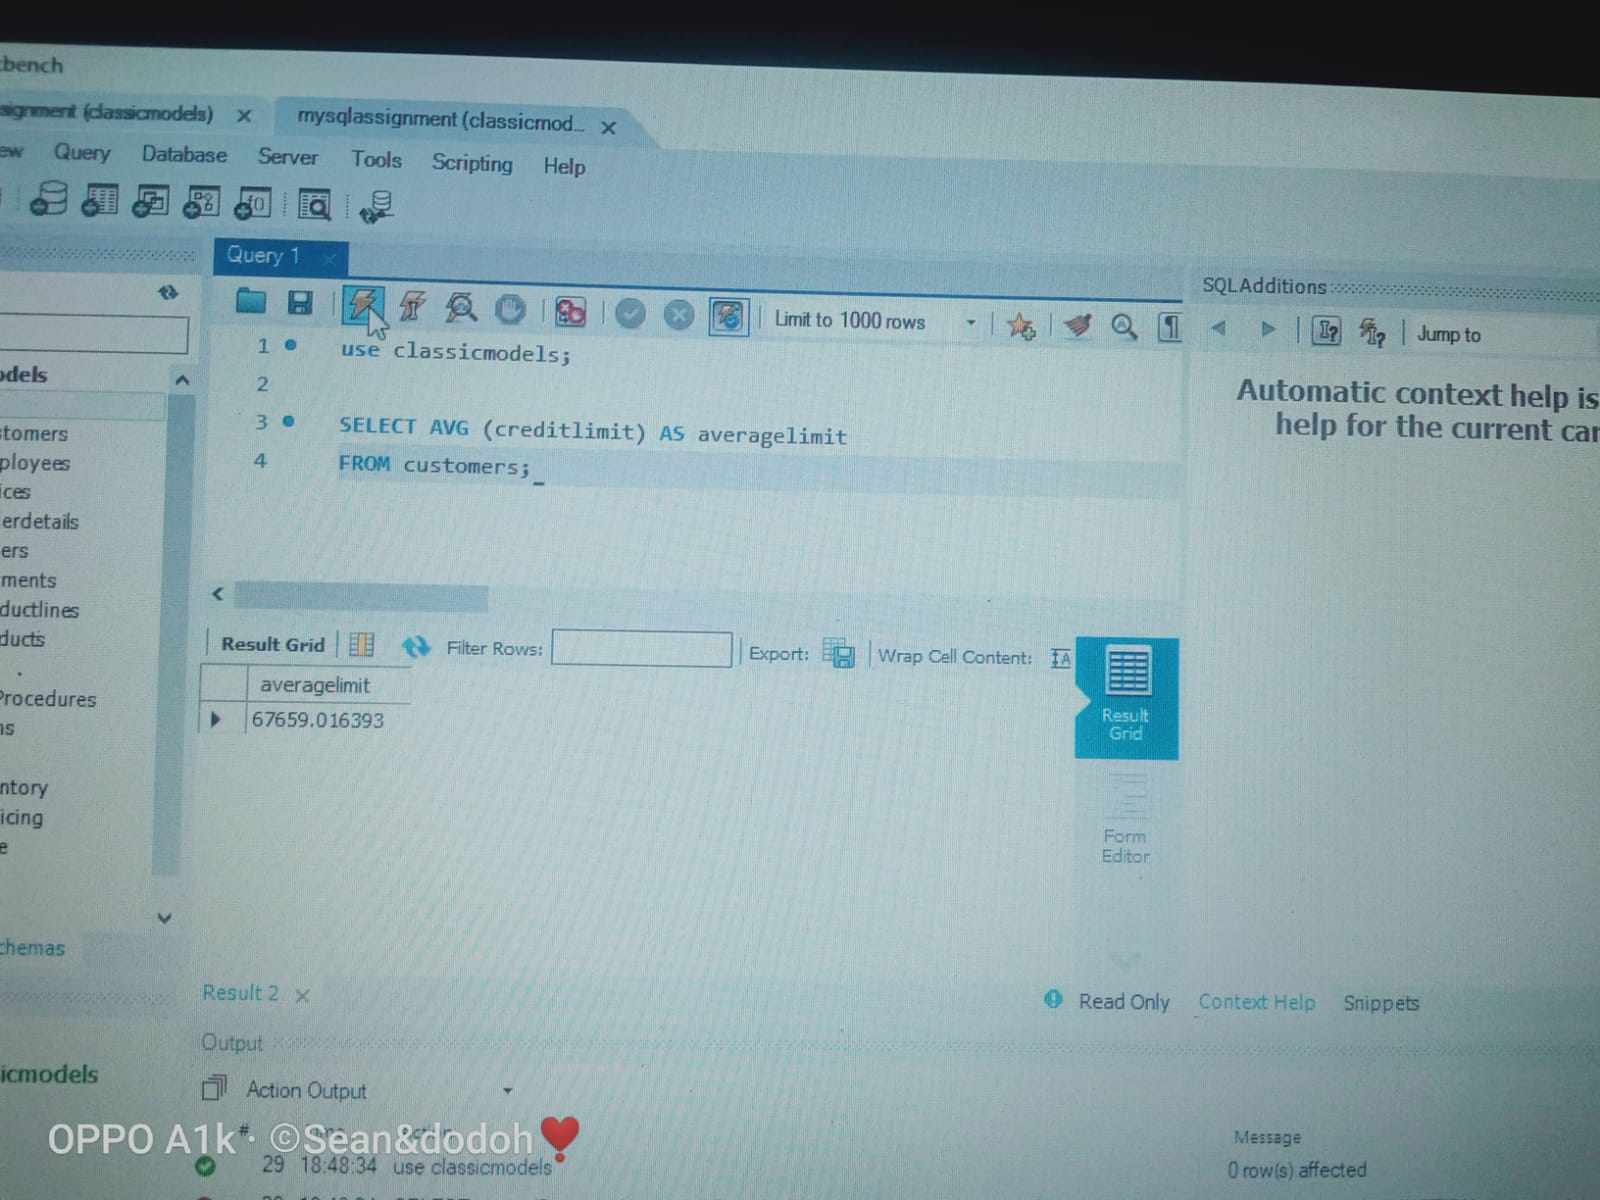 bench
signment (classicmodels)
mysqlassignment (classicmod...
ew Query Database Server Tools Scripting Help
Query 1
SQLAdditions
Limit to 1000 rows
Jump to
1 use classicmodels;
2
3 SELECT AVG (creditlimit) AS averagelimit
4 FROM customers;
Automatic context help is
help for the current car
dels
tomers
ployees
ices
erdetails
ers
ments
ductlines
ducts
Procedures
ns
ntory
icing
e
chemas
icmodels
Result Grid Filter Rows: Export: Wrap Cell Content:
averagelimit
67659.016393
Result
Grid
Form
Editor
Result 2
Read Only Context Help Snippets
Output
Action Output
# Message
29 18:48:34 use classicmodels 0 row(s) affected
OPPO A1k · ©Sean&dodoh❣